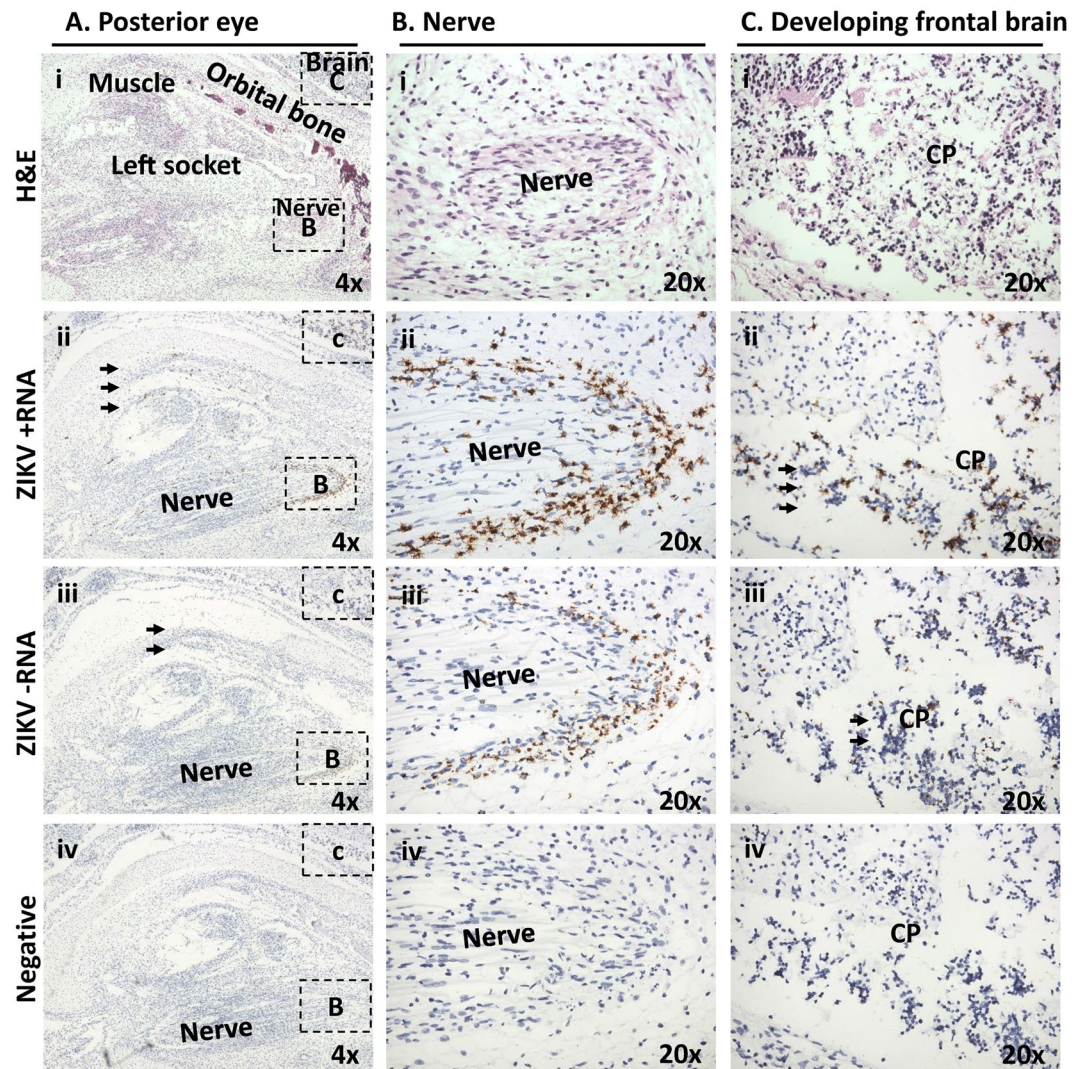 A. Posterior eye
B. Nerve
C. Developing frontal brain
H&E
i
Muscle
Orbital bone
Brain
C
Left socket
Nerve
B
4x
i
Nerve
20x
i
CP
20x
ZIKV +RNA
ii
c
Nerve
B
4x
ii
Nerve
20x
ii
CP
20x
ZIKV -RNA
iii
c
Nerve
B
4x
iii
Nerve
20x
iii
CP
20x
Negative
iv
c
Nerve
B
4x
iv
Nerve
20x
iv
CP
20x